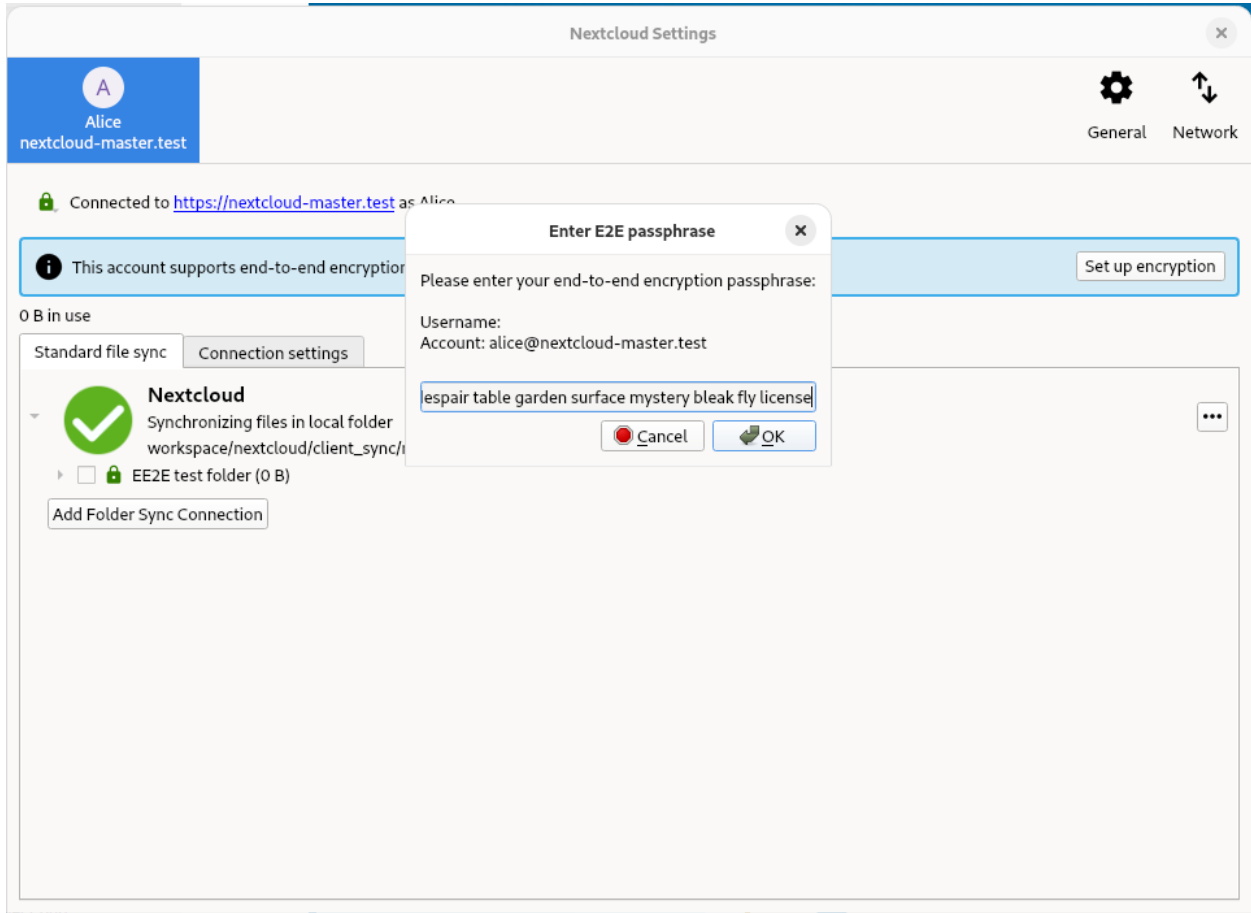 Nextcloud Settings
A
Alice
nextcloud-master.test
General
Network
Connected to https://nextcloud-master.test as Alice
This account supports end-to-end encryption
Set up encryption
0 B in use
Standard file sync
Connection settings
Nextcloud
Synchronizing files in local folder
workspace/nextcloud/client_sync/
EE2E test folder (0 B)
Add Folder Sync Connection
Enter E2E passphrase
Please enter your end-to-end encryption passphrase:
Username:
Account: alice@nextcloud-master.test
table garden surface mystery bleak fly license
Cancel
OK